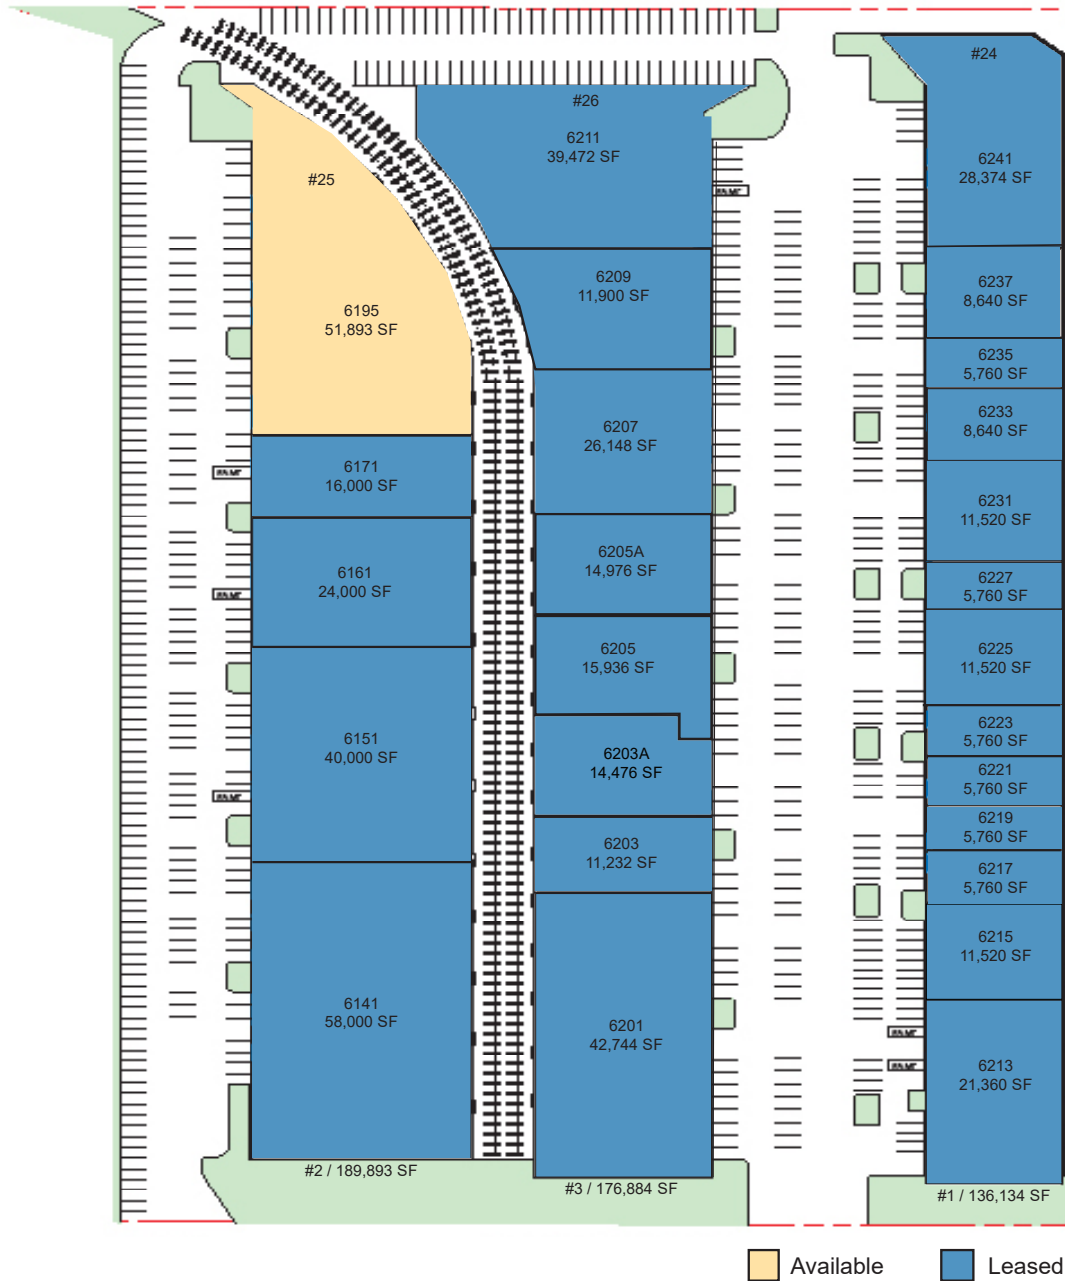 #25
6195
51,893 SF
6171
16,000 SF
6161
24,000 SF
6151
40,000 SF
6141
58,000 SF
#2 / 189,893 SF
#26
6211
39,472 SF
6209
11,900 SF
6207
26,148 SF
6205A
14,976 SF
6205
15,936 SF
6203A
14,476 SF
6203
11,232 SF
6201
42,744 SF
#3 / 176,884 SF
#24
6241
28,374 SF
6237
8,640 SF
6235
5,760 SF
6233
8,640 SF
6231
11,520 SF
6227
5,760 SF
6225
11,520 SF
6223
5,760 SF
6221
5,760 SF
6219
5,760 SF
6217
5,760 SF
6215
11,520 SF
6213
21,360 SF
#1 / 136,134 SF
Available
Leased